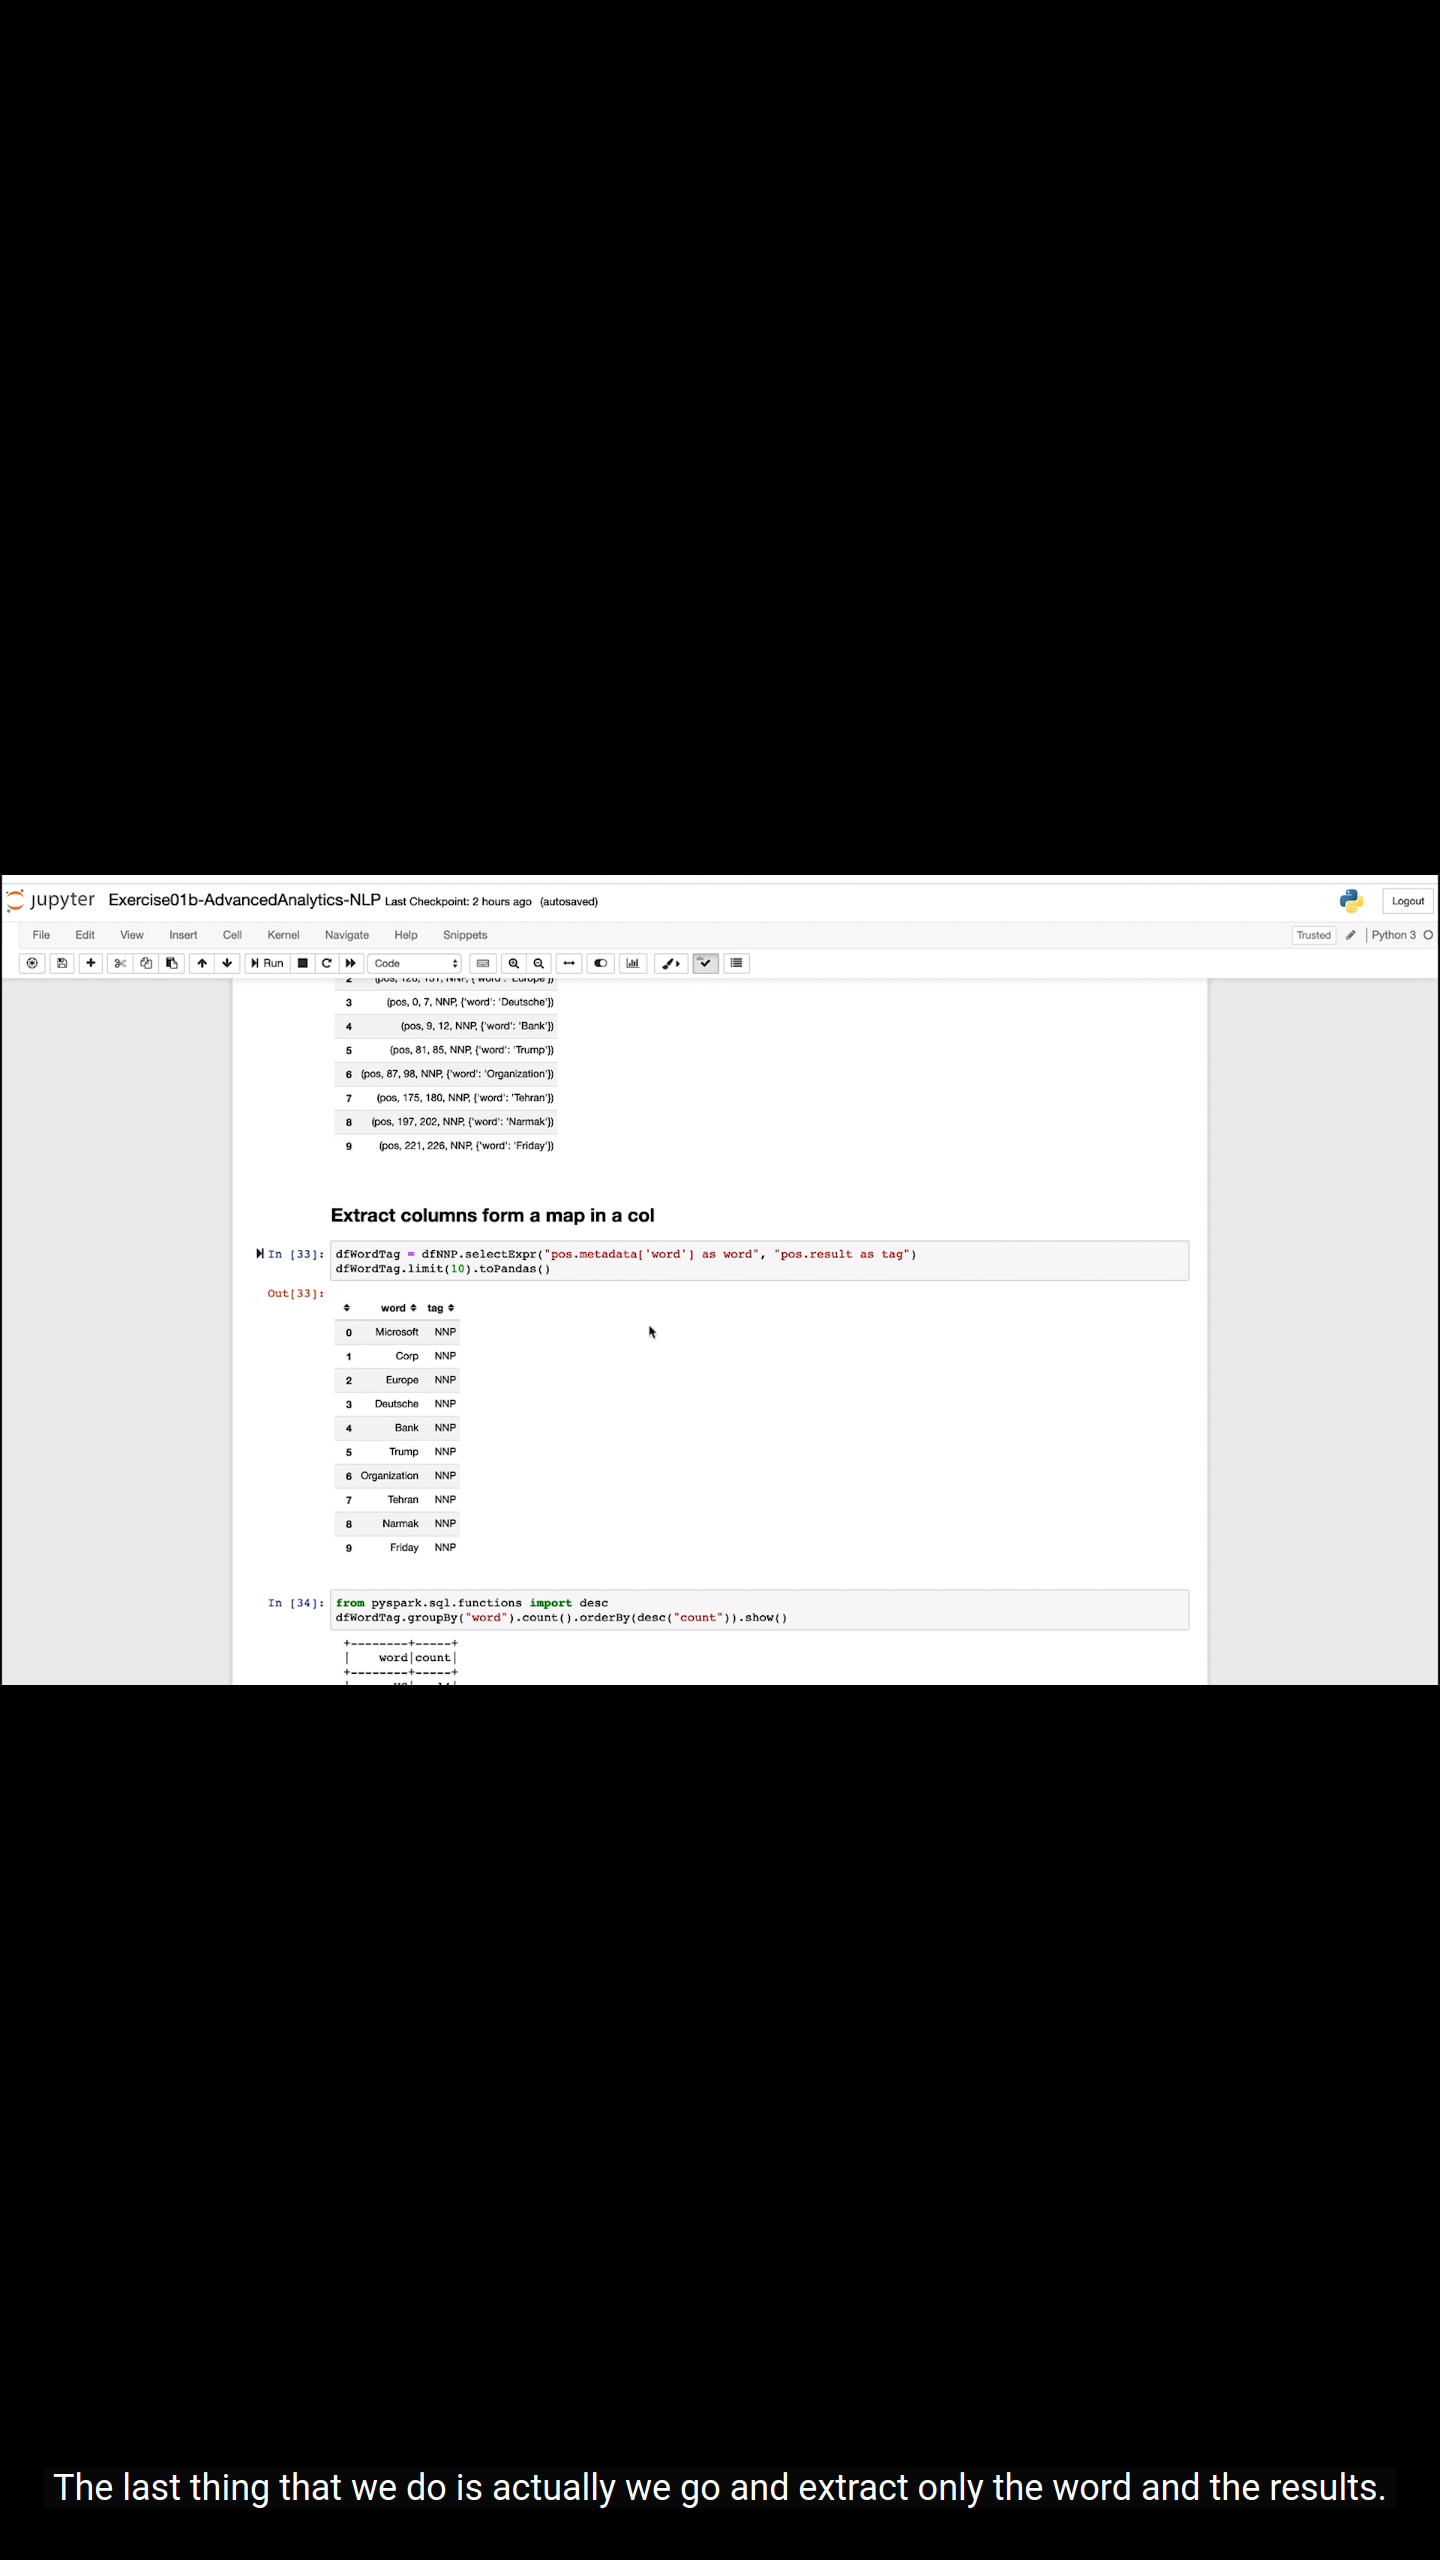 jupyter Exercise01b-AdvancedAnalytics-NLP Last Checkpoint: 2 hours ago (autosaved)
Logout
File Edit View Insert Cell Kernel Navigate Help Snippets
Trusted Python 3
Run Code
2 (pos, 126, 131, NNP, {'word': 'Europe'})
3 (pos, 0, 7, NNP, {'word': 'Deutsche'})
4 (pos, 9, 12, NNP, {'word': 'Bank'})
5 (pos, 81, 85, NNP, {'word': 'Trump'})
6 (pos, 87, 98, NNP, {'word': 'Organization'})
7 (pos, 175, 180, NNP, {'word': 'Tehran'})
8 (pos, 197, 202, NNP, {'word': 'Narmak'})
9 (pos, 221, 226, NNP, {'word': 'Friday'})
Extract columns form a map in a col
In [33]: dfWordTag = dfNNP.selectExpr("pos.metadata['word'] as word", "pos.result as tag")
dfWordTag.limit(10).toPandas()
Out[33]:
word tag
0 Microsoft NNP
1 Corp NNP
2 Europe NNP
3 Deutsche NNP
4 Bank NNP
5 Trump NNP
6 Organization NNP
7 Tehran NNP
8 Narmak NNP
9 Friday NNP
In [34]: from pyspark.sql.functions import desc
dfWordTag.groupBy("word").count().orderBy(desc("count")).show()
+--------+-----+
|    word|count|
+--------+-----+
The last thing that we do is actually we go and extract only the word and the results.